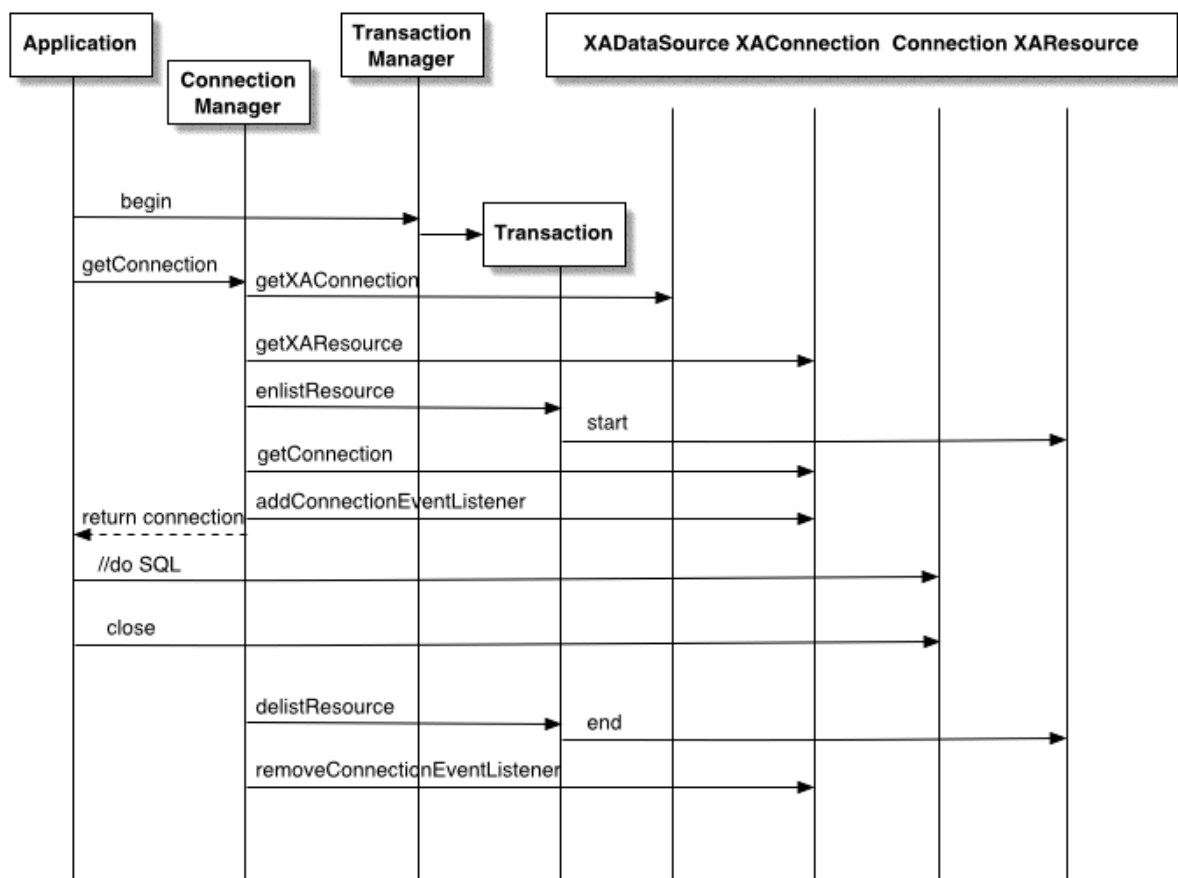 Application
Transaction
Manager
XADataSource XAConnection Connection XAResource
Connection
Manager
begin
Transaction
getConnection
getXAConnection
getXAResource
enlistResource
start
getConnection
addConnectionEventListener
return connection
//do SQL
close
delistResource
end
removeConnectionEventListener